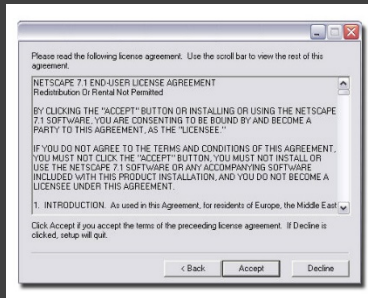 Please read the following license agreement. Use the scroll bar to view the rest of this
agreement.
NETSCAPE 7.1 END-USER LICENSE AGREEMENT
Redistribution Or Rental Not Permitted
BY CLICKING THE "ACCEPT" BUTTON OR INSTALLING OR USING THE NETSCAPE
7.1 SOFTWARE, YOU ARE CONSENTING TO BE BOUND BY AND BECOME A
PARTY TO THIS AGREEMENT, AS THE "LICENSEE."
IF YOU DO NOT AGREE TO THE TERMS AND CONDITIONS OF THIS AGREEMENT,
YOU MUST NOT CLICK THE "ACCEPT" BUTTON, YOU MUST NOT INSTALL OR
USE THE NETSCAPE 7.1 SOFTWARE OR ANY ACCOMPANYING SOFTWARE
INCLUDED WITH THIS PRODUCT INSTALLATION, AND YOU DO NOT BECOME A
LICENSEE UNDER THIS AGREEMENT.
1. INTRODUCTION. As used in this Agreement, for residents of Europe, the Middle East
Click Accept if you accept the terms of the preceeding license agreement. If Decline is
clicked, setup will quit.
< Back Accept Decline